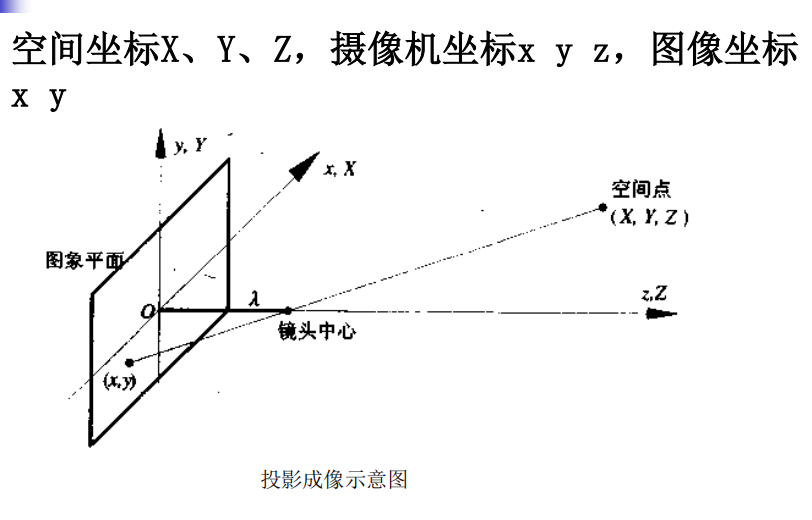 空间坐标X、Y、Z，摄像机坐标x y z，图像坐标
x y
y, Y
x, X
空间点
(X, Y, Z)
图象平面
z,Z
λ
O
镜头中心
(x,y)
投影成像示意图